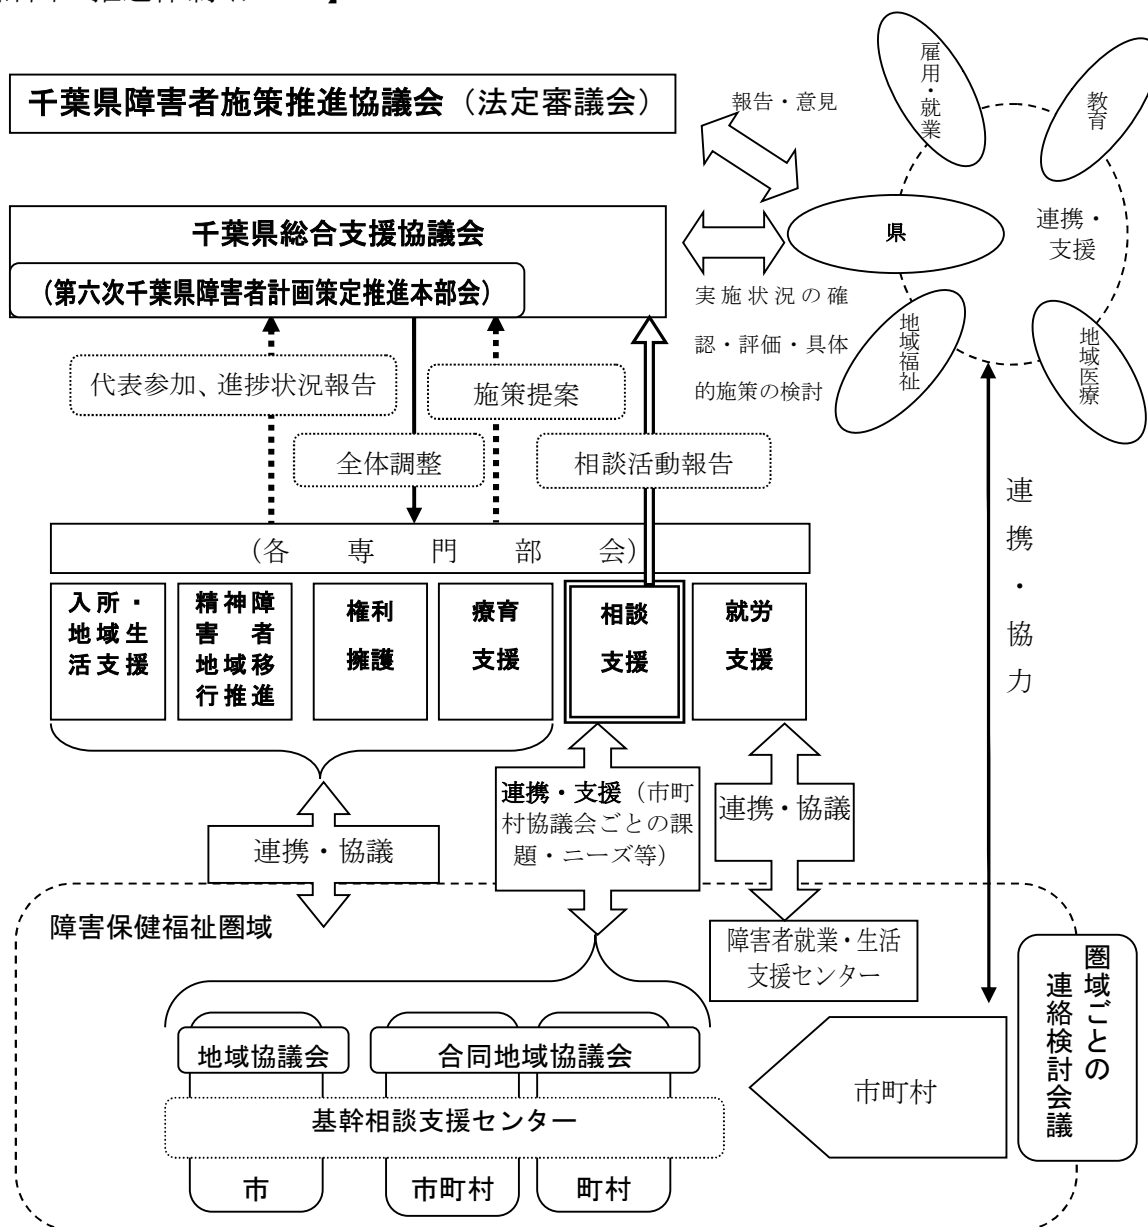 千葉県障害者施策推進協議会（法定審議会）
報告・意見
雇用・就業
教育
千葉県総合支援協議会
（第六次千葉県障害者計画策定推進本部会）
県
連携・
支援
実施状況の確
認・評価・具体
的施策の検討
地域福祉
地域医療
代表参加、進捗状況報告
施策提案
全体調整
相談活動報告
連携・協力
（各専門部会）
入所・
地域生
活支援
精神障
害者
地域移
行推進
権利
擁護
療育
支援
相談
支援
就労
支援
連携・協議
連携・支援（市町
村協議会ごとの課
題・ニーズ等）
連携・協議
障害保健福祉圏域
障害者就業・生活
支援センター
圏域ごとの
連絡検討会議
地域協議会
合同地域協議会
市町村
基幹相談支援センター
市
市町村
町村